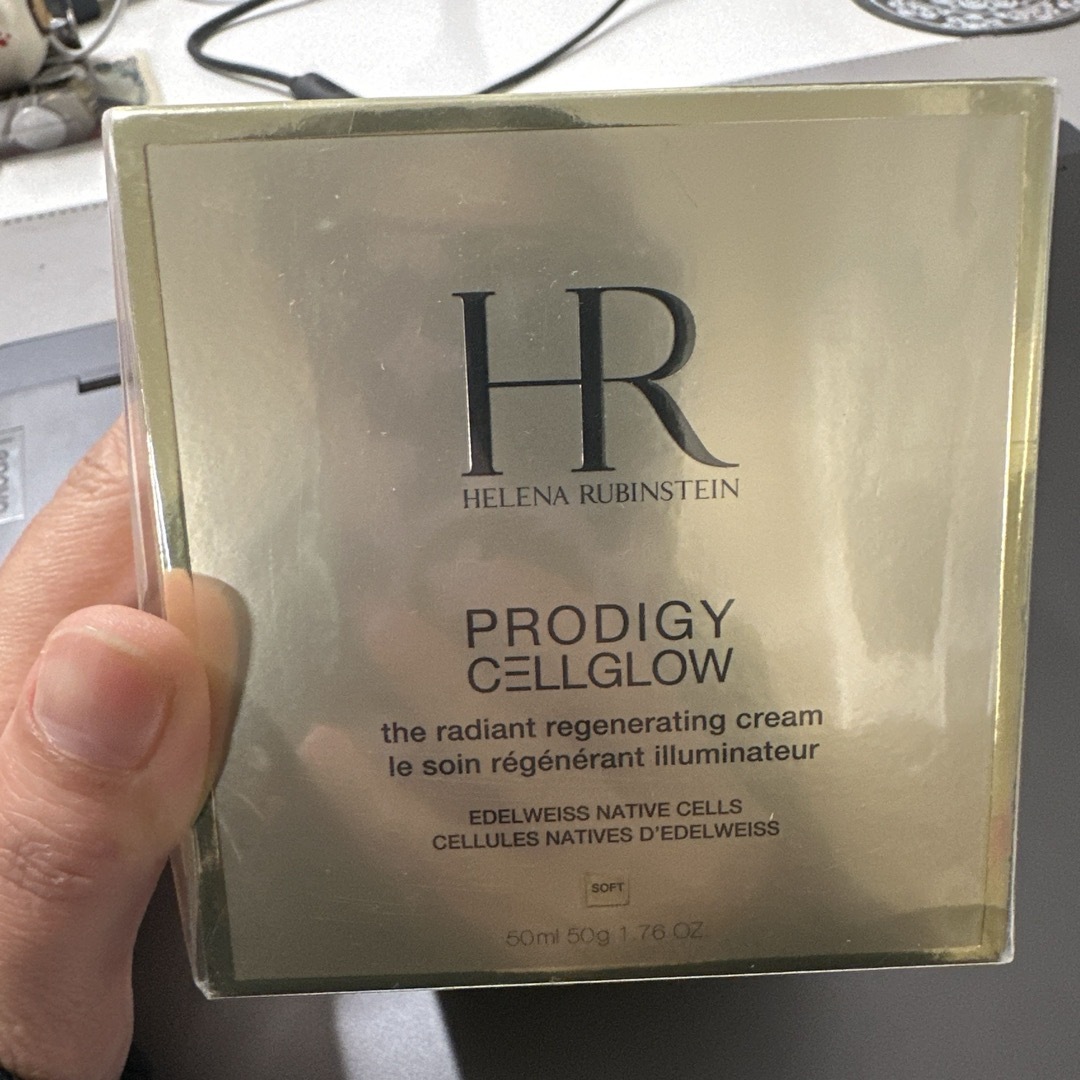 HR
HELENA RUBINSTEIN
PRODIGY
CELLGLOW
the radiant regenerating cream
le soin régénérant illuminateur
EDELWEISS NATIVE CELLS
CELLULES NATIVES D'EDELWEISS
SOFT
50ml 50g 1.76 OZ
Lenovo